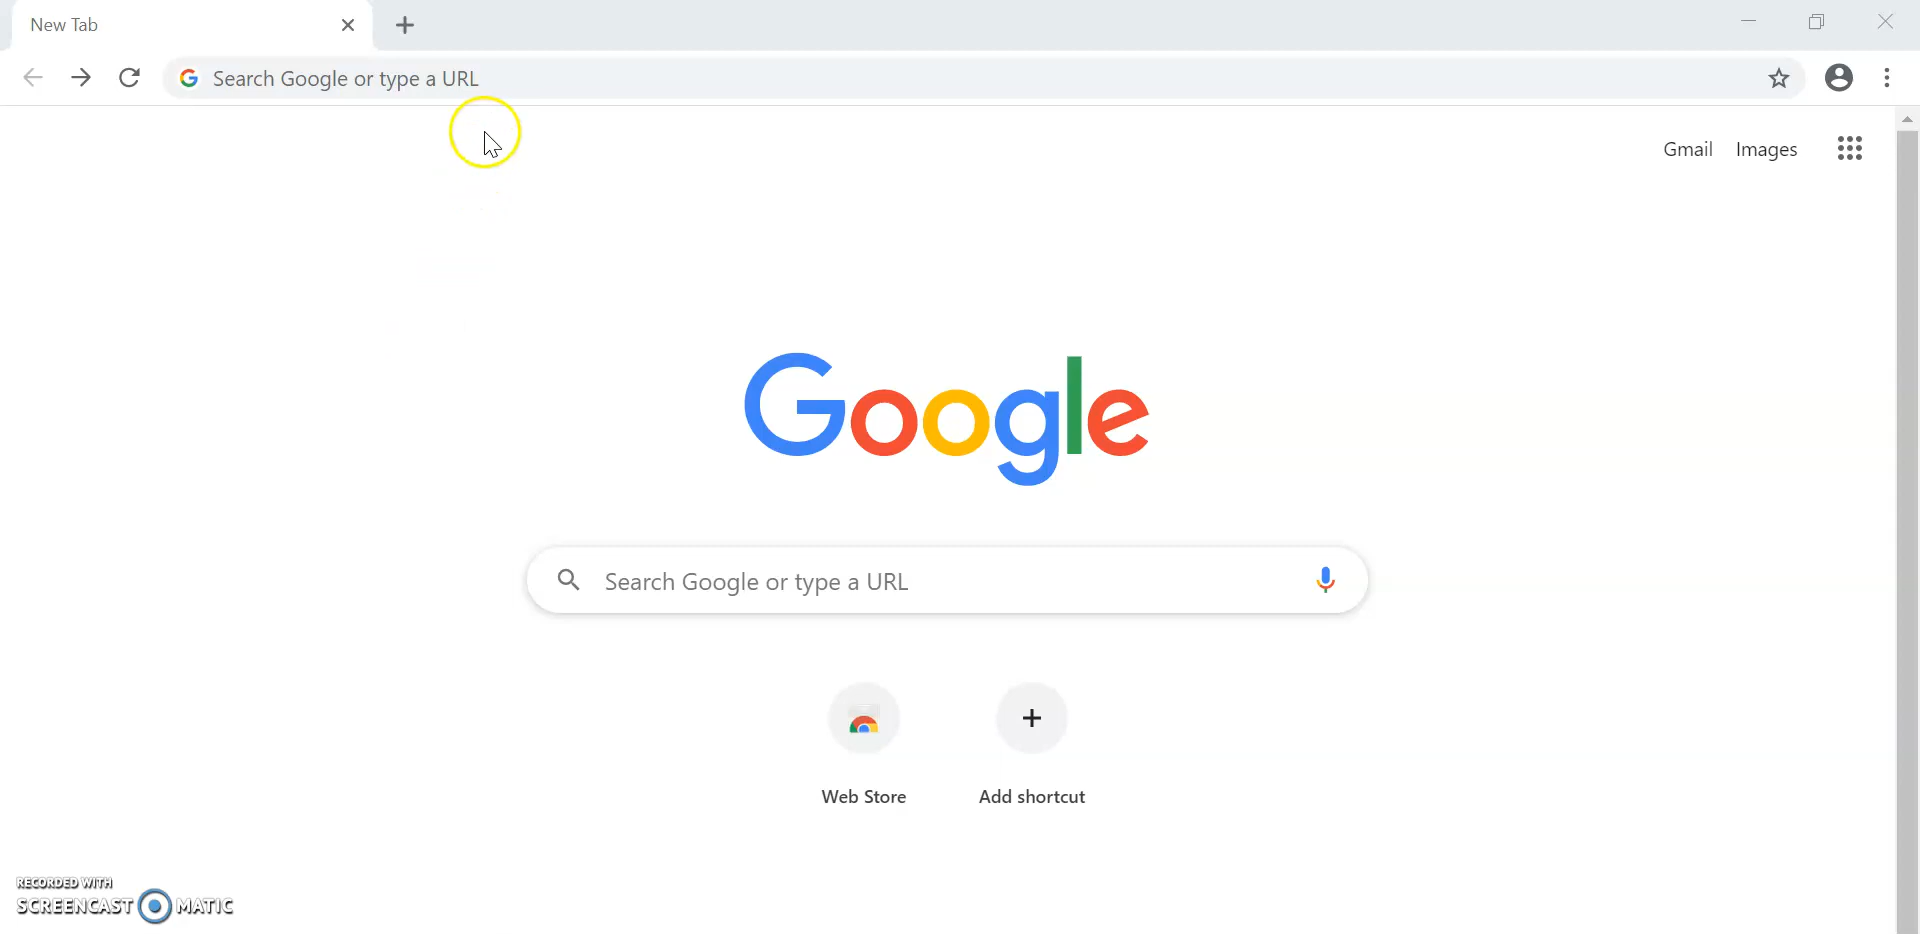 New Tab
Search Google or type a URL
Gmail Images
Google
Search Google or type a URL
Web Store Add shortcut
RECORDED WITH
SCREENCAST MATIC